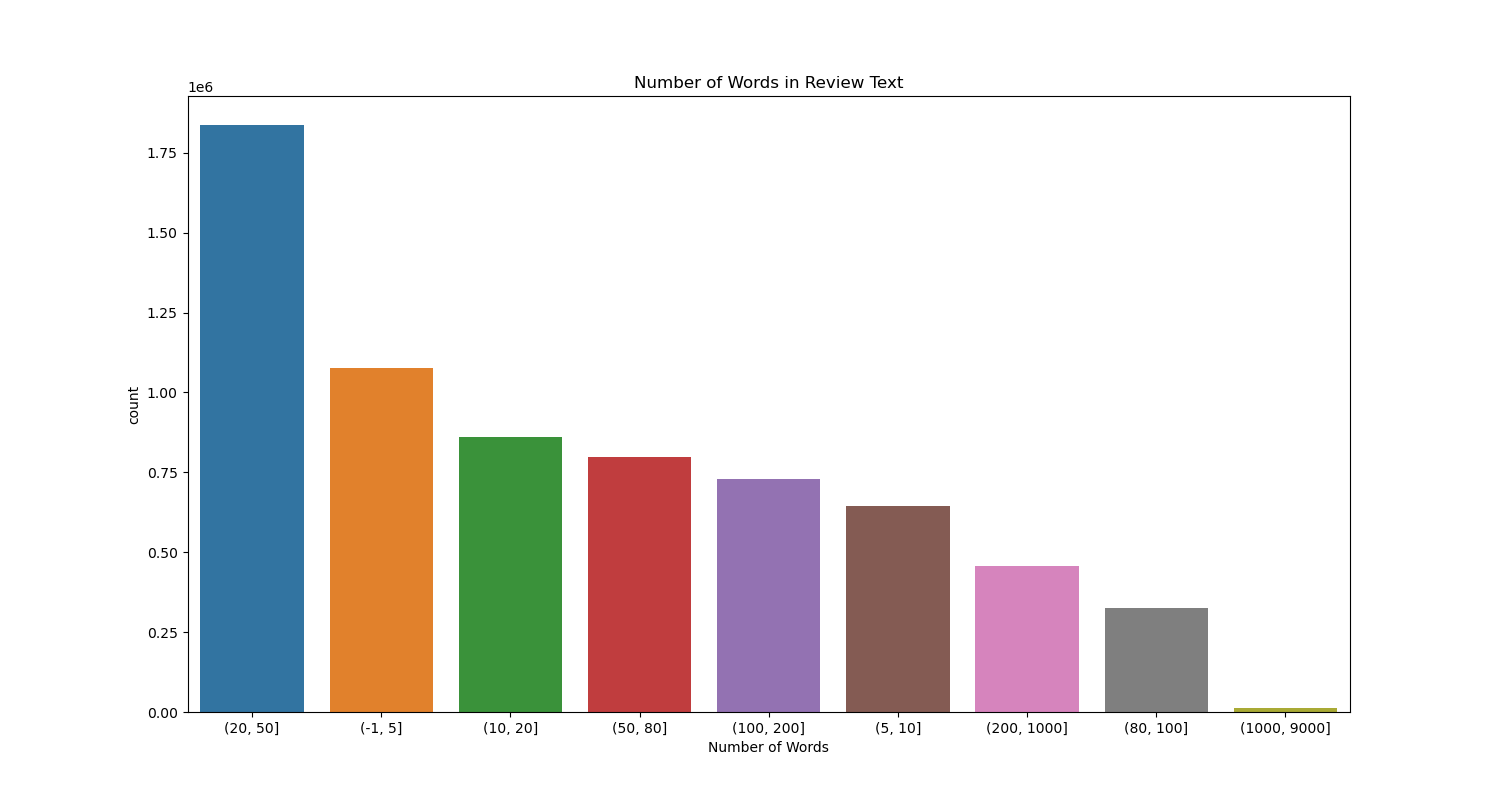 Number of Words in Review Text
1e6
1.75
1.50
1.25
1.00
0.75
0.50
0.25
0.00
count
(20, 50] (-1, 5] (10, 20] (50, 80] (100, 200] (5, 10] (200, 1000] (80, 100] (1000, 9000]
Number of Words